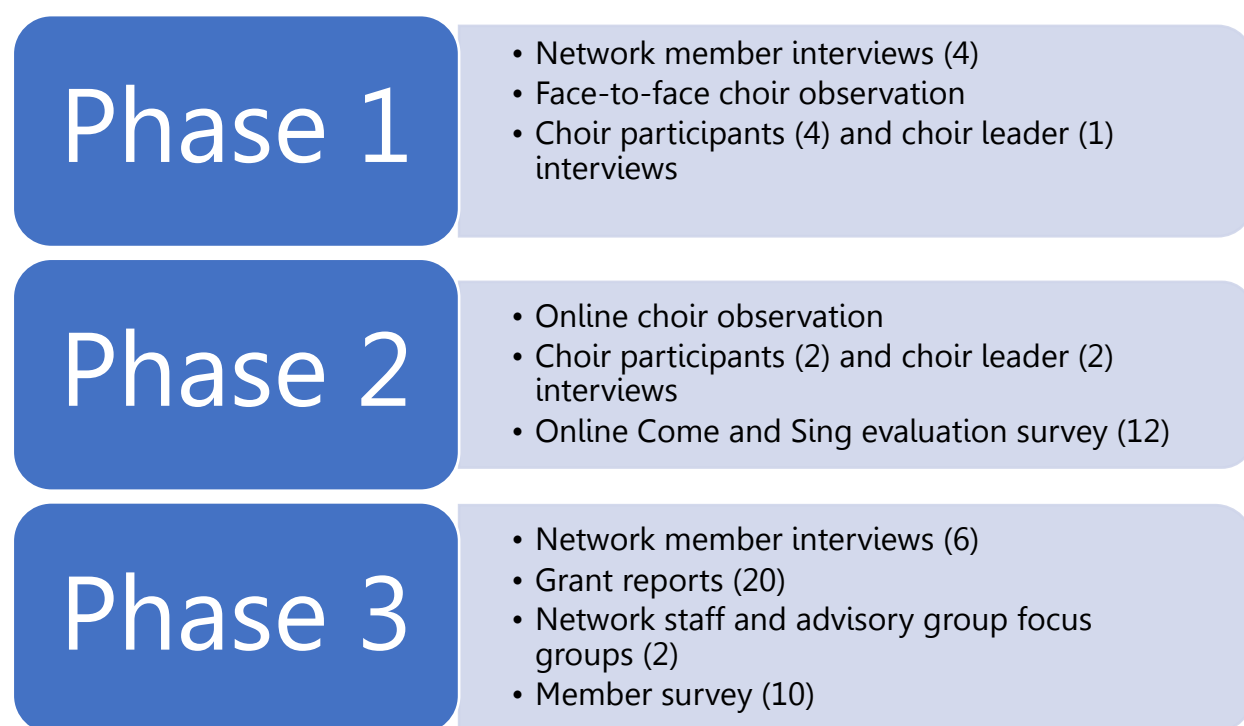 Phase 1
• Network member interviews (4)
• Face-to-face choir observation
• Choir participants (4) and choir leader (1)
interviews
Phase 2
• Online choir observation
• Choir participants (2) and choir leader (2)
interviews
• Online Come and Sing evaluation survey (12)
Phase 3
• Network member interviews (6)
• Grant reports (20)
• Network staff and advisory group focus
groups (2)
• Member survey (10)